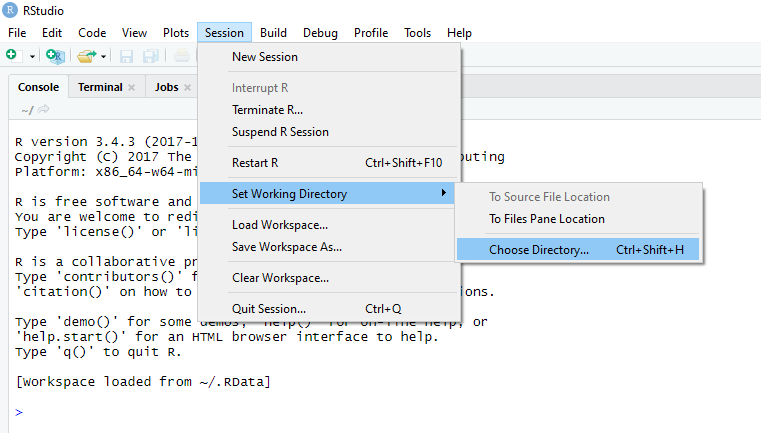 RStudio
File Edit Code View Plots Session Build Debug Profile Tools Help
Console Terminal Jobs
~/
New Session
Interrupt R
Terminate R...
Suspend R Session
Restart R Ctrl+Shift+F10
Set Working Directory
Load Workspace...
Save Workspace As...
Clear Workspace...
Quit Session... Ctrl+Q
To Source File Location
To Files Pane Location
Choose Directory... Ctrl+Shift+H
R version 3.4.3 (2017-1
Copyright (C) 2017 The
Platform: x86_64-w64-mi
R is free software and
You are welcome to redi
Type 'license()' or 'li
R is a collaborative pr
Type 'contributors()' f
'citation()' on how to
Type 'demo()' for some demos, 'help()' for on-line help, or
'help.start()' for an HTML browser interface to help.
Type 'q()' to quit R.
[Workspace loaded from ~/.RData]
>